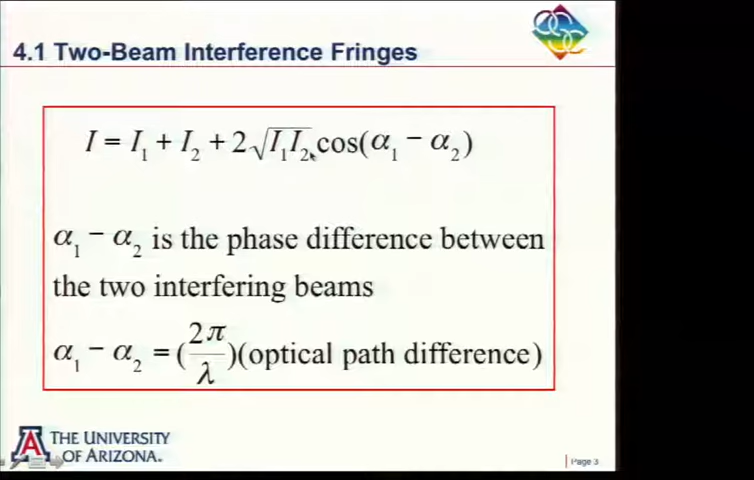 4.1 Two-Beam Interference Fringes
I = I₁ + I₂ + 2√(I₁I₂) cos(α₁ − α₂)
α₁ − α₂ is the phase difference between
the two interfering beams
α₁ − α₂ = (2π/λ)(optical path difference)
THE UNIVERSITY
OF ARIZONA.
Page 3